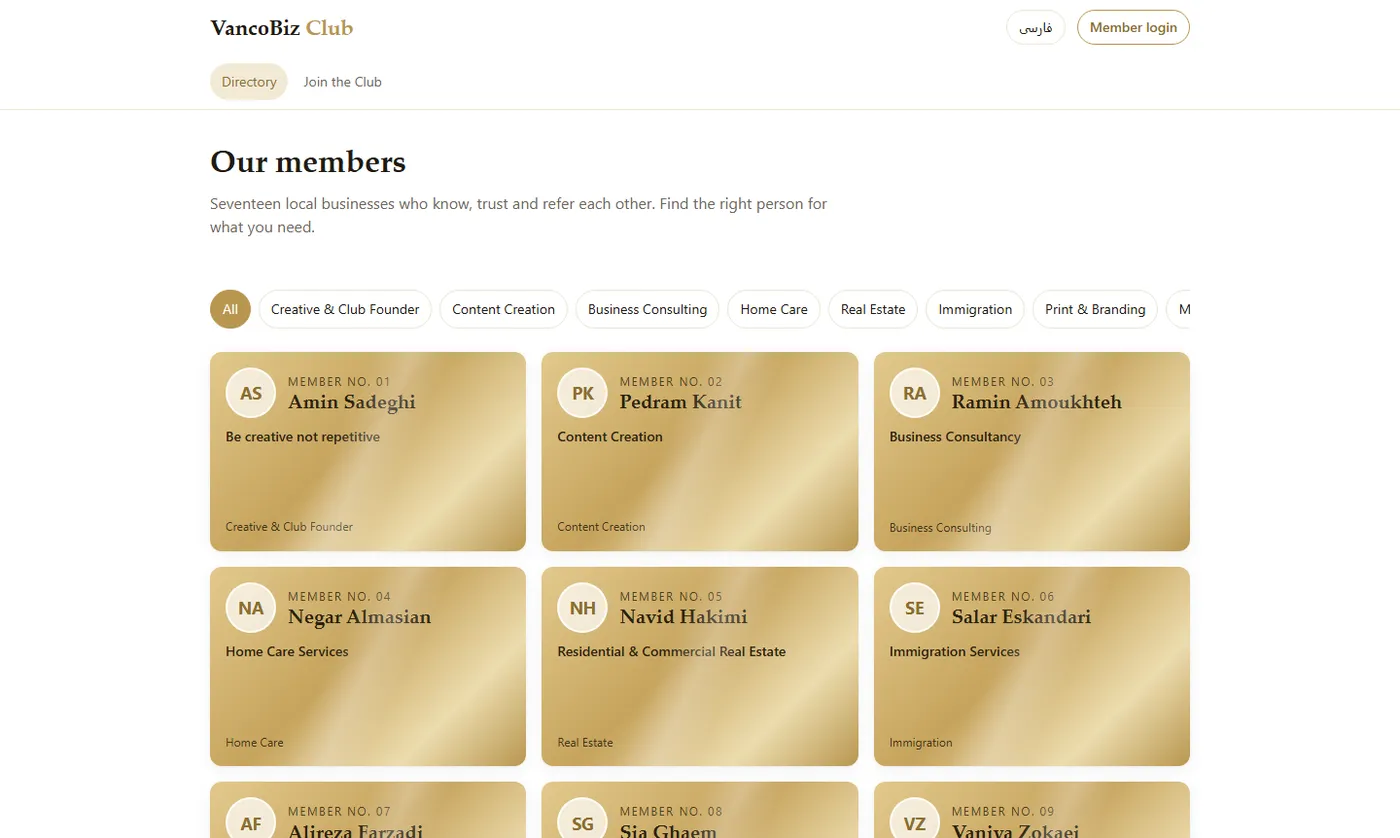 VancoBiz Club
فارسی
Member login
Directory
Join the Club
Our members
Seventeen local businesses who know, trust and refer each other. Find the right person for
what you need.
All
Creative & Club Founder
Content Creation
Business Consulting
Home Care
Real Estate
Immigration
Print & Branding
M
AS
MEMBER NO. 01
Amin Sadeghi
Be creative not repetitive
Creative & Club Founder
PK
MEMBER NO. 02
Pedram Kanit
Content Creation
Content Creation
RA
MEMBER NO. 03
Ramin Amoukhteh
Business Consultancy
Business Consulting
NA
MEMBER NO. 04
Negar Almasian
Home Care Services
Home Care
NH
MEMBER NO. 05
Navid Hakimi
Residential & Commercial Real Estate
Real Estate
SE
MEMBER NO. 06
Salar Eskandari
Immigration Services
Immigration
AF
MEMBER NO. 07
Alireza Farzadi
SG
MEMBER NO. 08
Sia Ghaem
VZ
MEMBER NO. 09
Vaniya Zokaei